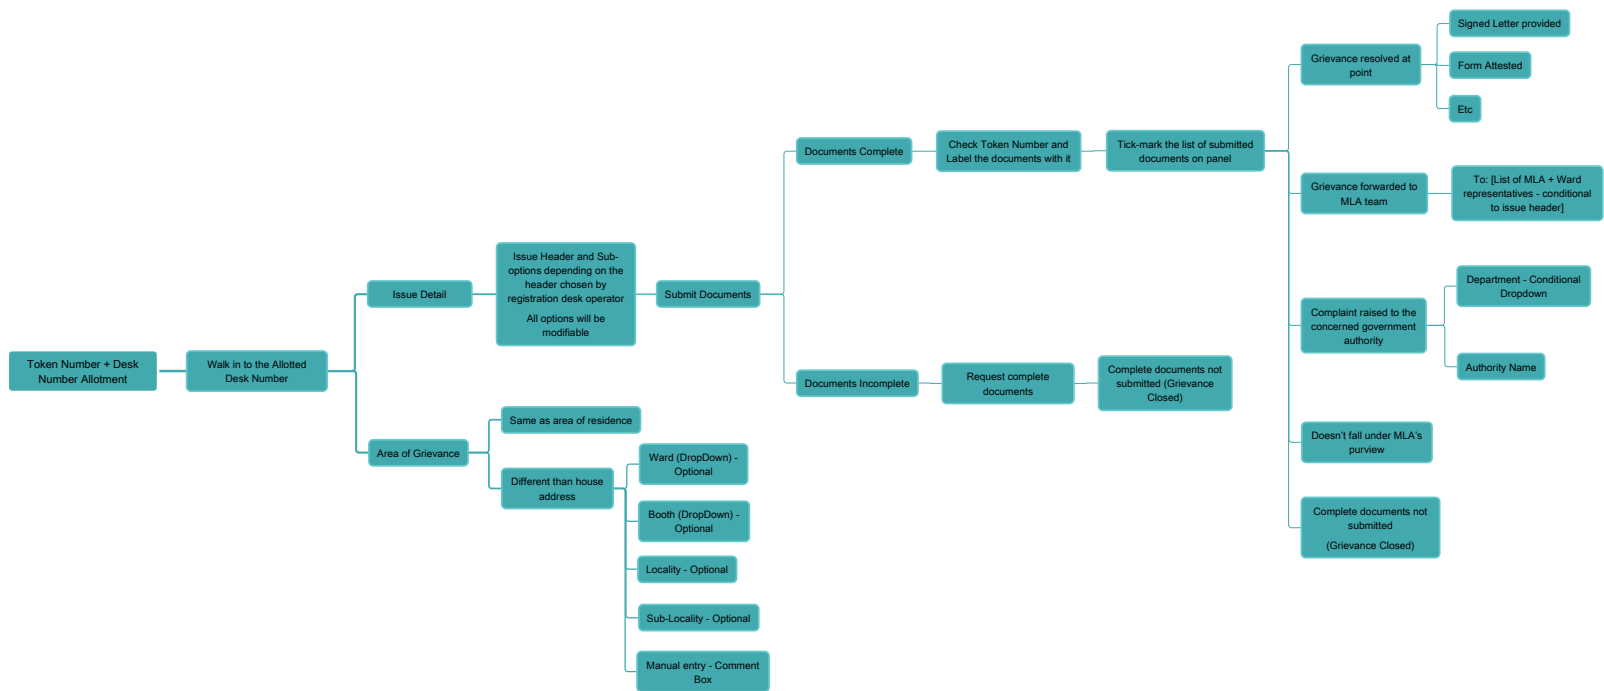 Token Number + Desk
Number Allotment
Walk in to the Allotted
Desk Number
Issue Detail
Issue Header and Sub-
options depending on the
header chosen by
registration desk operator
All options will be
modifiable
Submit Documents
Documents Complete
Check Token Number and
Label the documents with it
Tick-mark the list of submitted
documents on panel
Grievance resolved at
point
Signed Letter provided
Form Attested
Etc
Grievance forwarded to
MLA team
To: [List of MLA + Ward
representatives - conditional
to issue header]
Complaint raised to the
concerned government
authority
Department - Conditional
Dropdown
Authority Name
Doesn’t fall under MLA’s
purview
Complete documents not
submitted
(Grievance Closed)
Documents Incomplete
Request complete
documents
Complete documents not
submitted (Grievance
Closed)
Area of Grievance
Same as area of residence
Different than house
address
Ward (DropDown) -
Optional
Booth (DropDown) -
Optional
Locality - Optional
Sub-Locality - Optional
Manual entry - Comment
Box